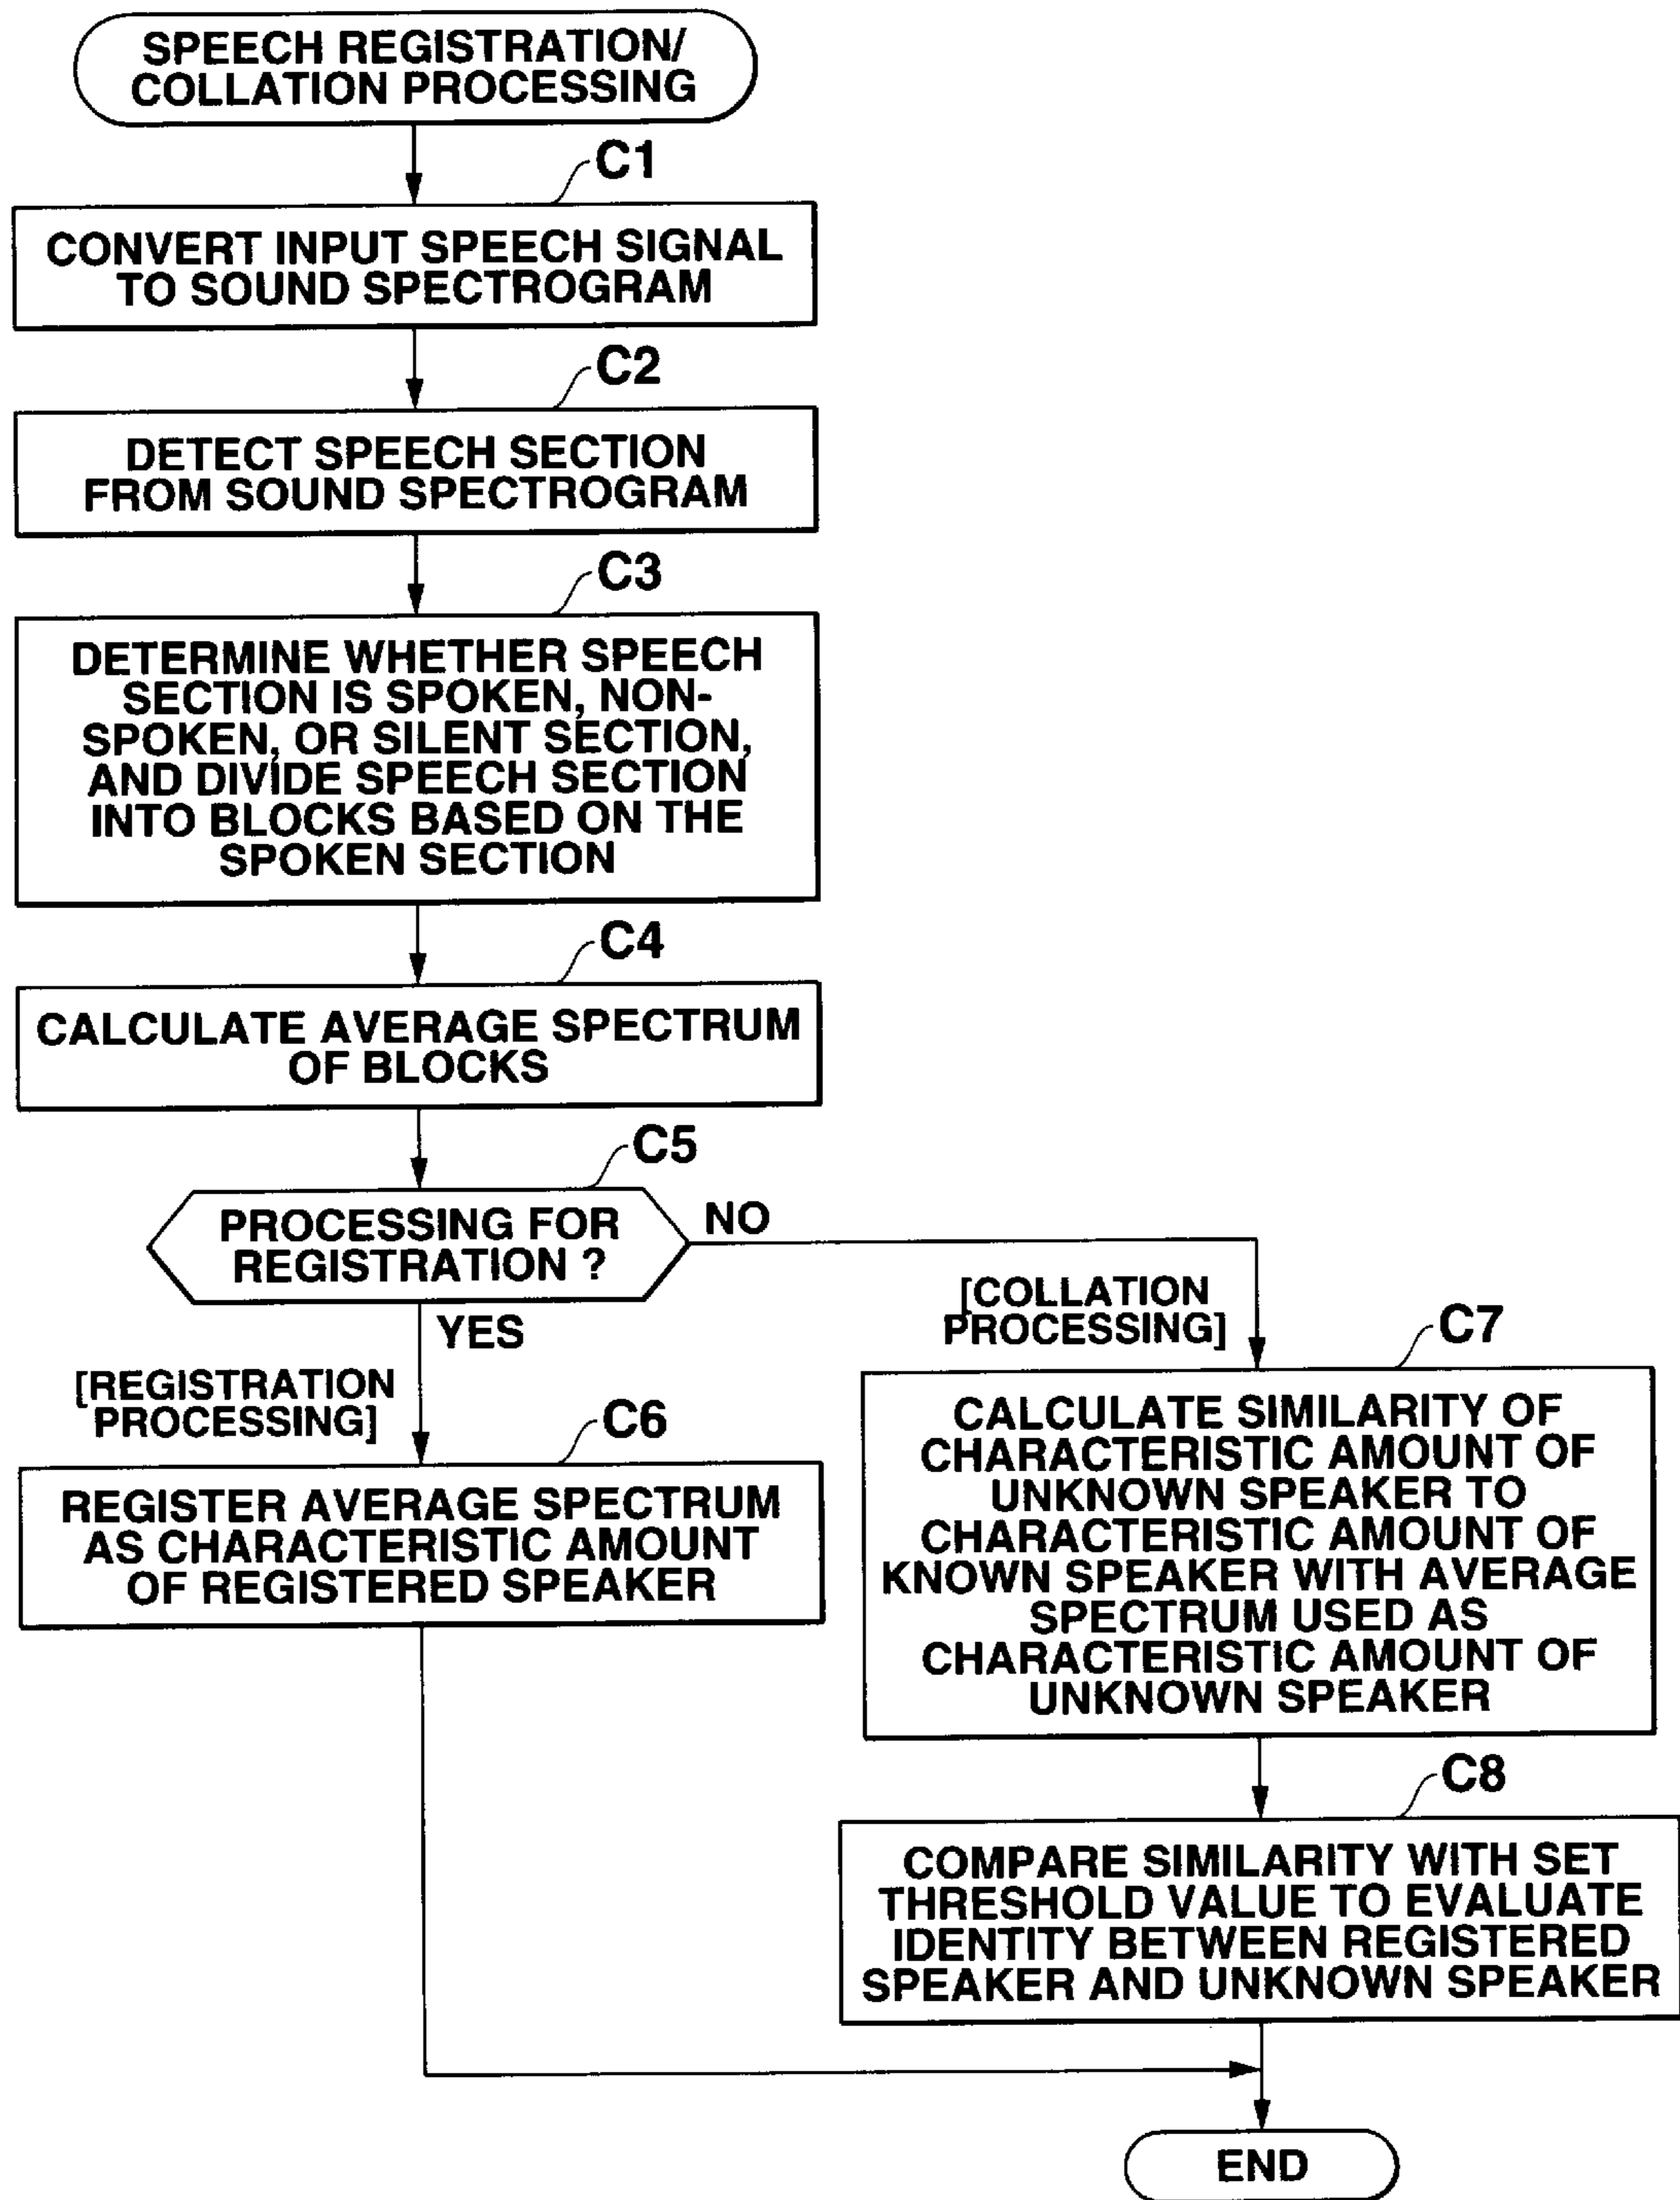 SPEECH REGISTRATION/
COLLATION PROCESSING
C1
CONVERT INPUT SPEECH SIGNAL
TO SOUND SPECTROGRAM
C2
DETECT SPEECH SECTION
FROM SOUND SPECTROGRAM
C3
DETERMINE WHETHER SPEECH
SECTION IS SPOKEN, NON-
SPOKEN, OR SILENT SECTION,
AND DIVIDE SPEECH SECTION
INTO BLOCKS BASED ON THE
SPOKEN SECTION
C4
CALCULATE AVERAGE SPECTRUM
OF BLOCKS
C5
PROCESSING FOR
REGISTRATION ?
NO
YES
[REGISTRATION
PROCESSING]
C6
REGISTER AVERAGE SPECTRUM
AS CHARACTERISTIC AMOUNT
OF REGISTERED SPEAKER
[COLLATION
PROCESSING]
C7
CALCULATE SIMILARITY OF
CHARACTERISTIC AMOUNT OF
UNKNOWN SPEAKER TO
CHARACTERISTIC AMOUNT OF
KNOWN SPEAKER WITH AVERAGE
SPECTRUM USED AS
CHARACTERISTIC AMOUNT OF
UNKNOWN SPEAKER
C8
COMPARE SIMILARITY WITH SET
THRESHOLD VALUE TO EVALUATE
IDENTITY BETWEEN REGISTERED
SPEAKER AND UNKNOWN SPEAKER
END